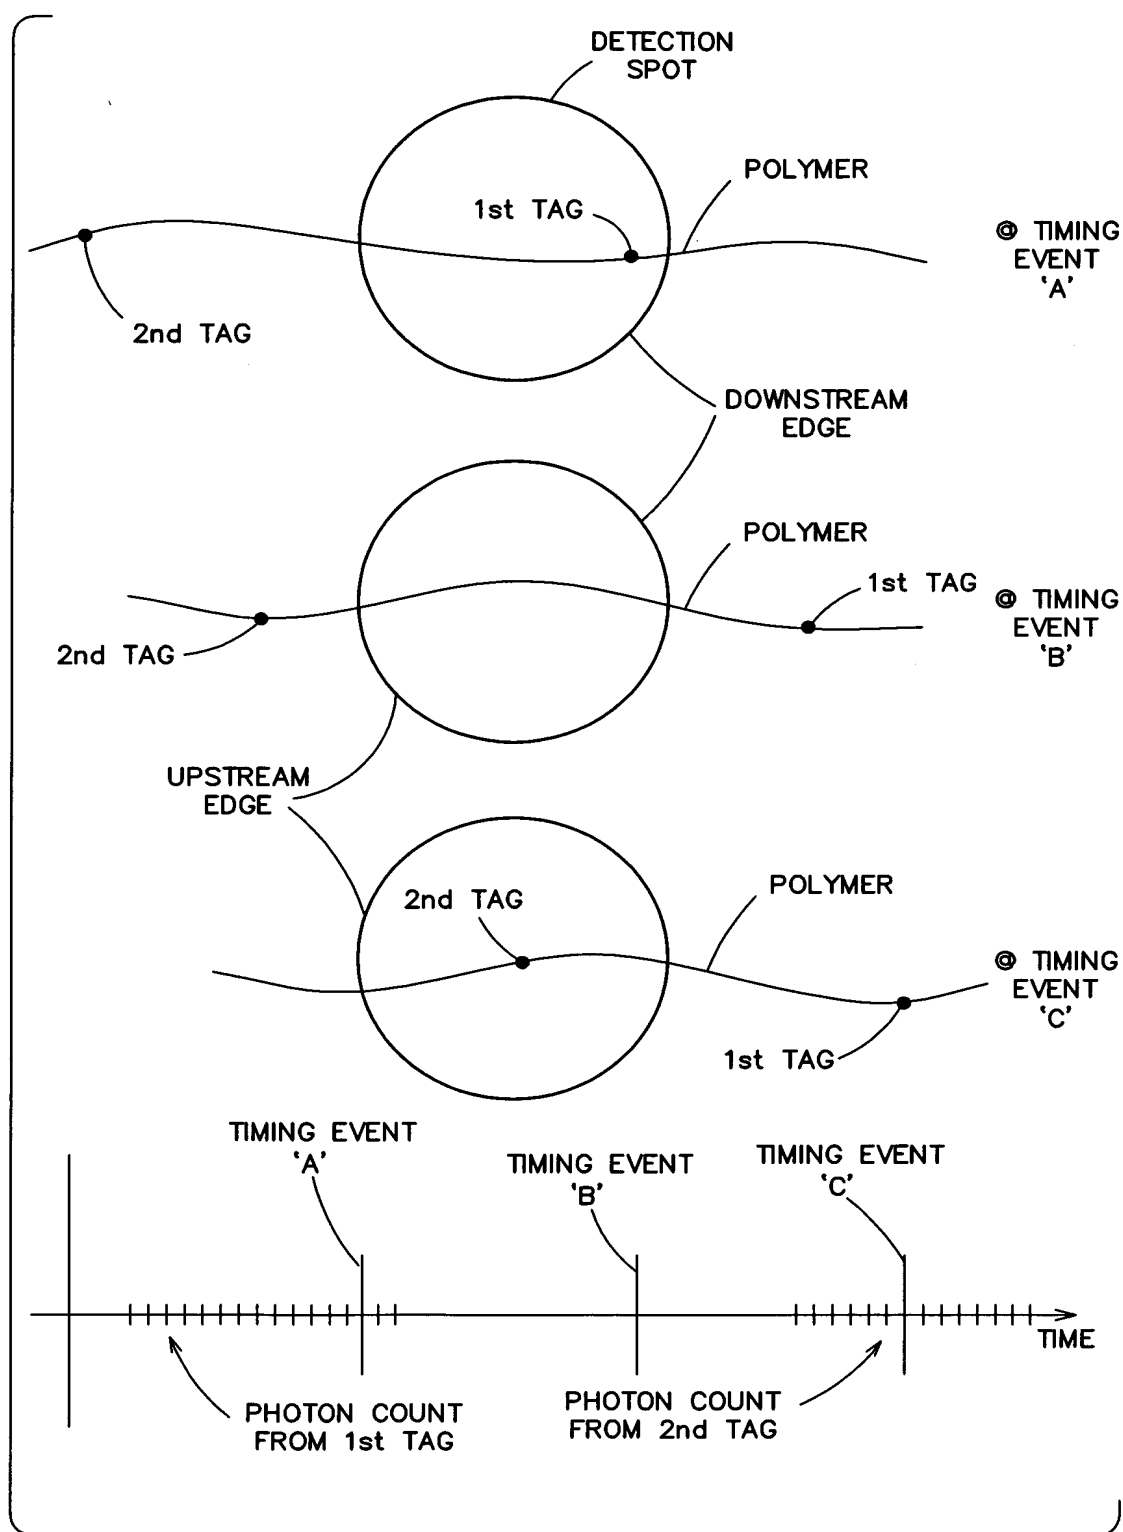 DETECTION
SPOT
POLYMER
1st TAG
@ TIMING
EVENT
'A'
2nd TAG
DOWNSTREAM
EDGE
POLYMER
1st TAG
@ TIMING
EVENT
'B'
2nd TAG
UPSTREAM
EDGE
POLYMER
2nd TAG
@ TIMING
EVENT
'C'
1st TAG
TIMING EVENT
'A'
TIMING EVENT
'B'
TIMING EVENT
'C'
TIME
PHOTON COUNT
FROM 1st TAG
PHOTON COUNT
FROM 2nd TAG